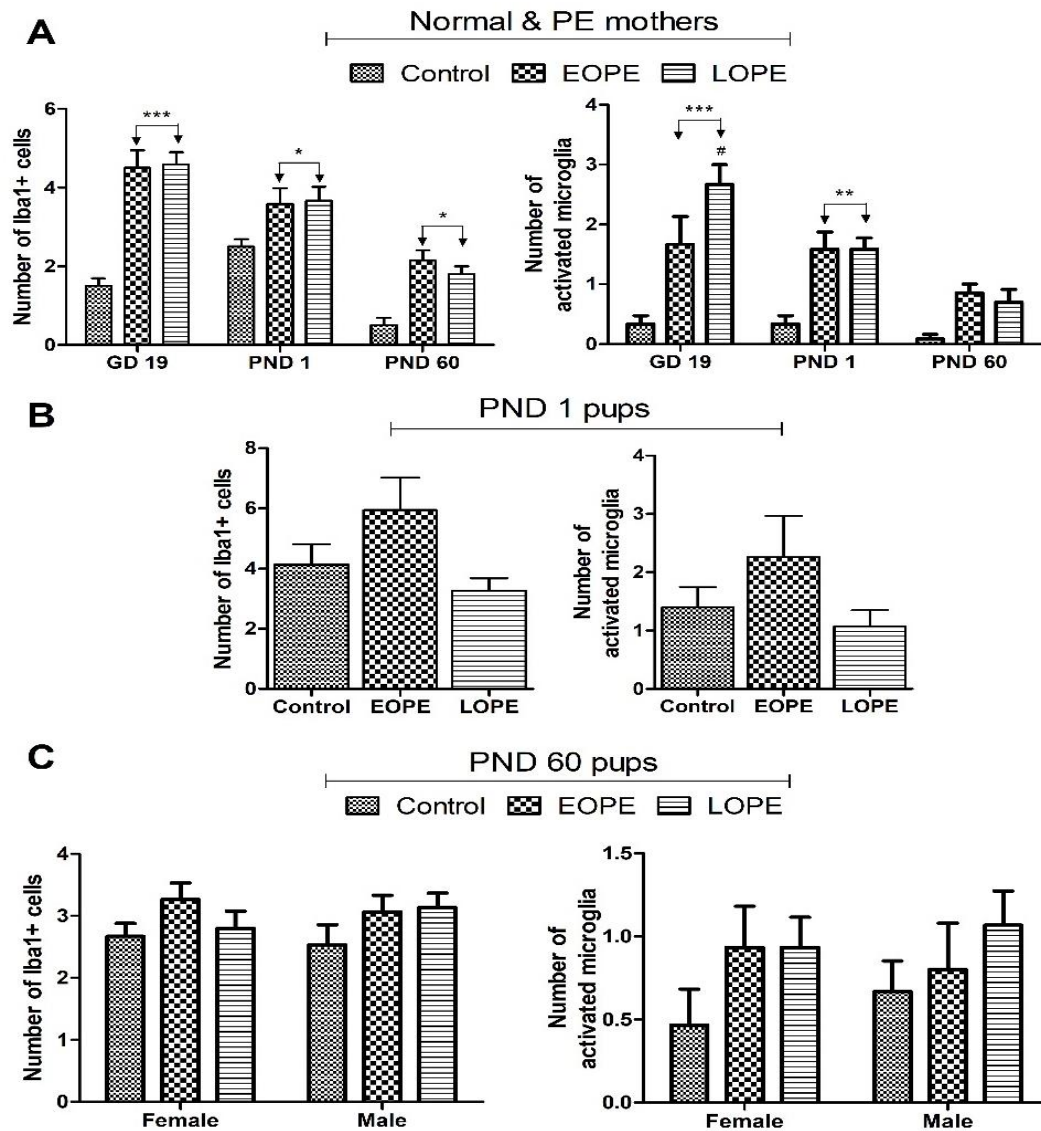 A
Normal & PE mothers
Control EOPE LOPE
Number of Iba1+ cells
6
4
2
0
***
*
*
GD 19 PND 1 PND 60
Number of
activated microglia
4
3
2
1
0
***
#
**
GD 19 PND 1 PND 60
B
PND 1 pups
Number of Iba1+ cells
8
6
4
2
0
Control EOPE LOPE
Number of
activated microglia
4
3
2
1
0
Control EOPE LOPE
C
PND 60 pups
Control EOPE LOPE
Number of Iba1+ cells
4
3
2
1
0
Female Male
Number of
activated microglia
1.5
1.0
0.5
0.0
Female Male